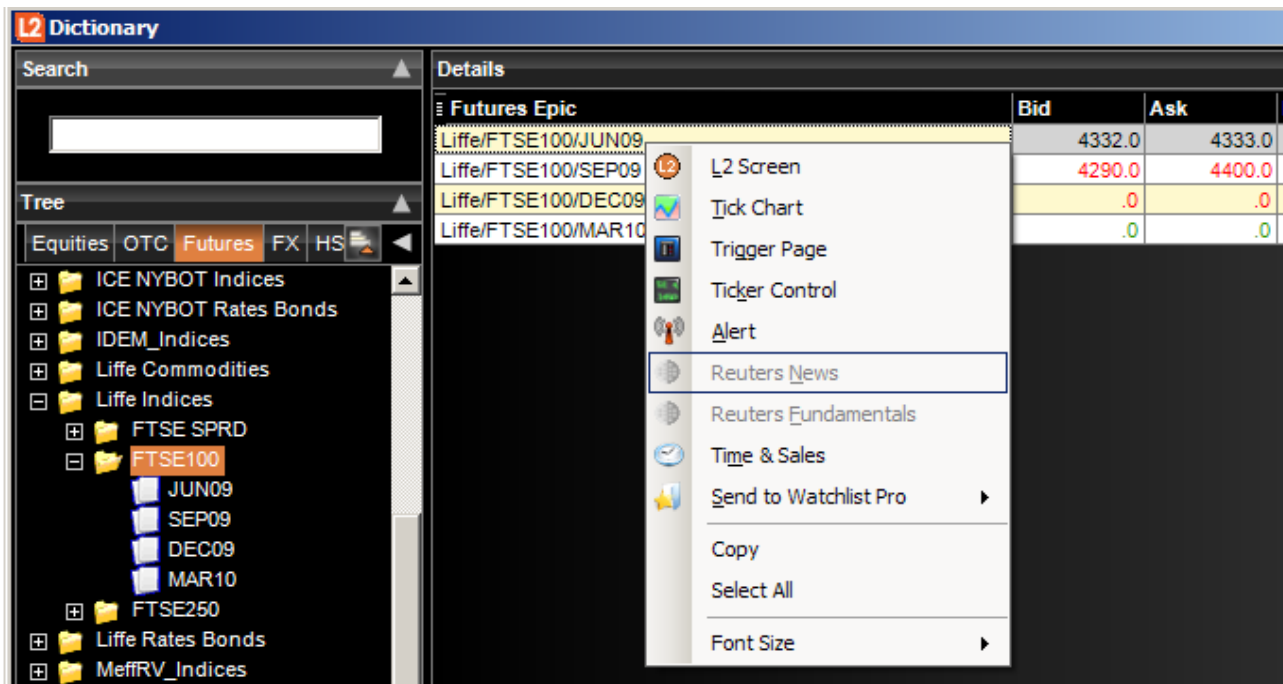 L2 Dictionary
Search
Details
Futures Epic Bid Ask
Liffe/FTSE100/JUN09 4332.0 4333.0
Liffe/FTSE100/SEP09 4290.0 4400.0
Liffe/FTSE100/DEC09 .0 .0
Liffe/FTSE100/MAR10 .0 .0
Tree
Equities OTC Futures FX HS
ICE NYBOT Indices
ICE NYBOT Rates Bonds
IDEM_Indices
Liffe Commodities
Liffe Indices
FTSE SPRD
FTSE100
JUN09
SEP09
DEC09
MAR10
FTSE250
Liffe Rates Bonds
MeffRV_Indices
L2 L2 Screen
Tick Chart
Trigger Page
Ticker Control
Alert
Reuters News
Reuters Fundamentals
Time & Sales
Send to Watchlist Pro
Copy
Select All
Font Size